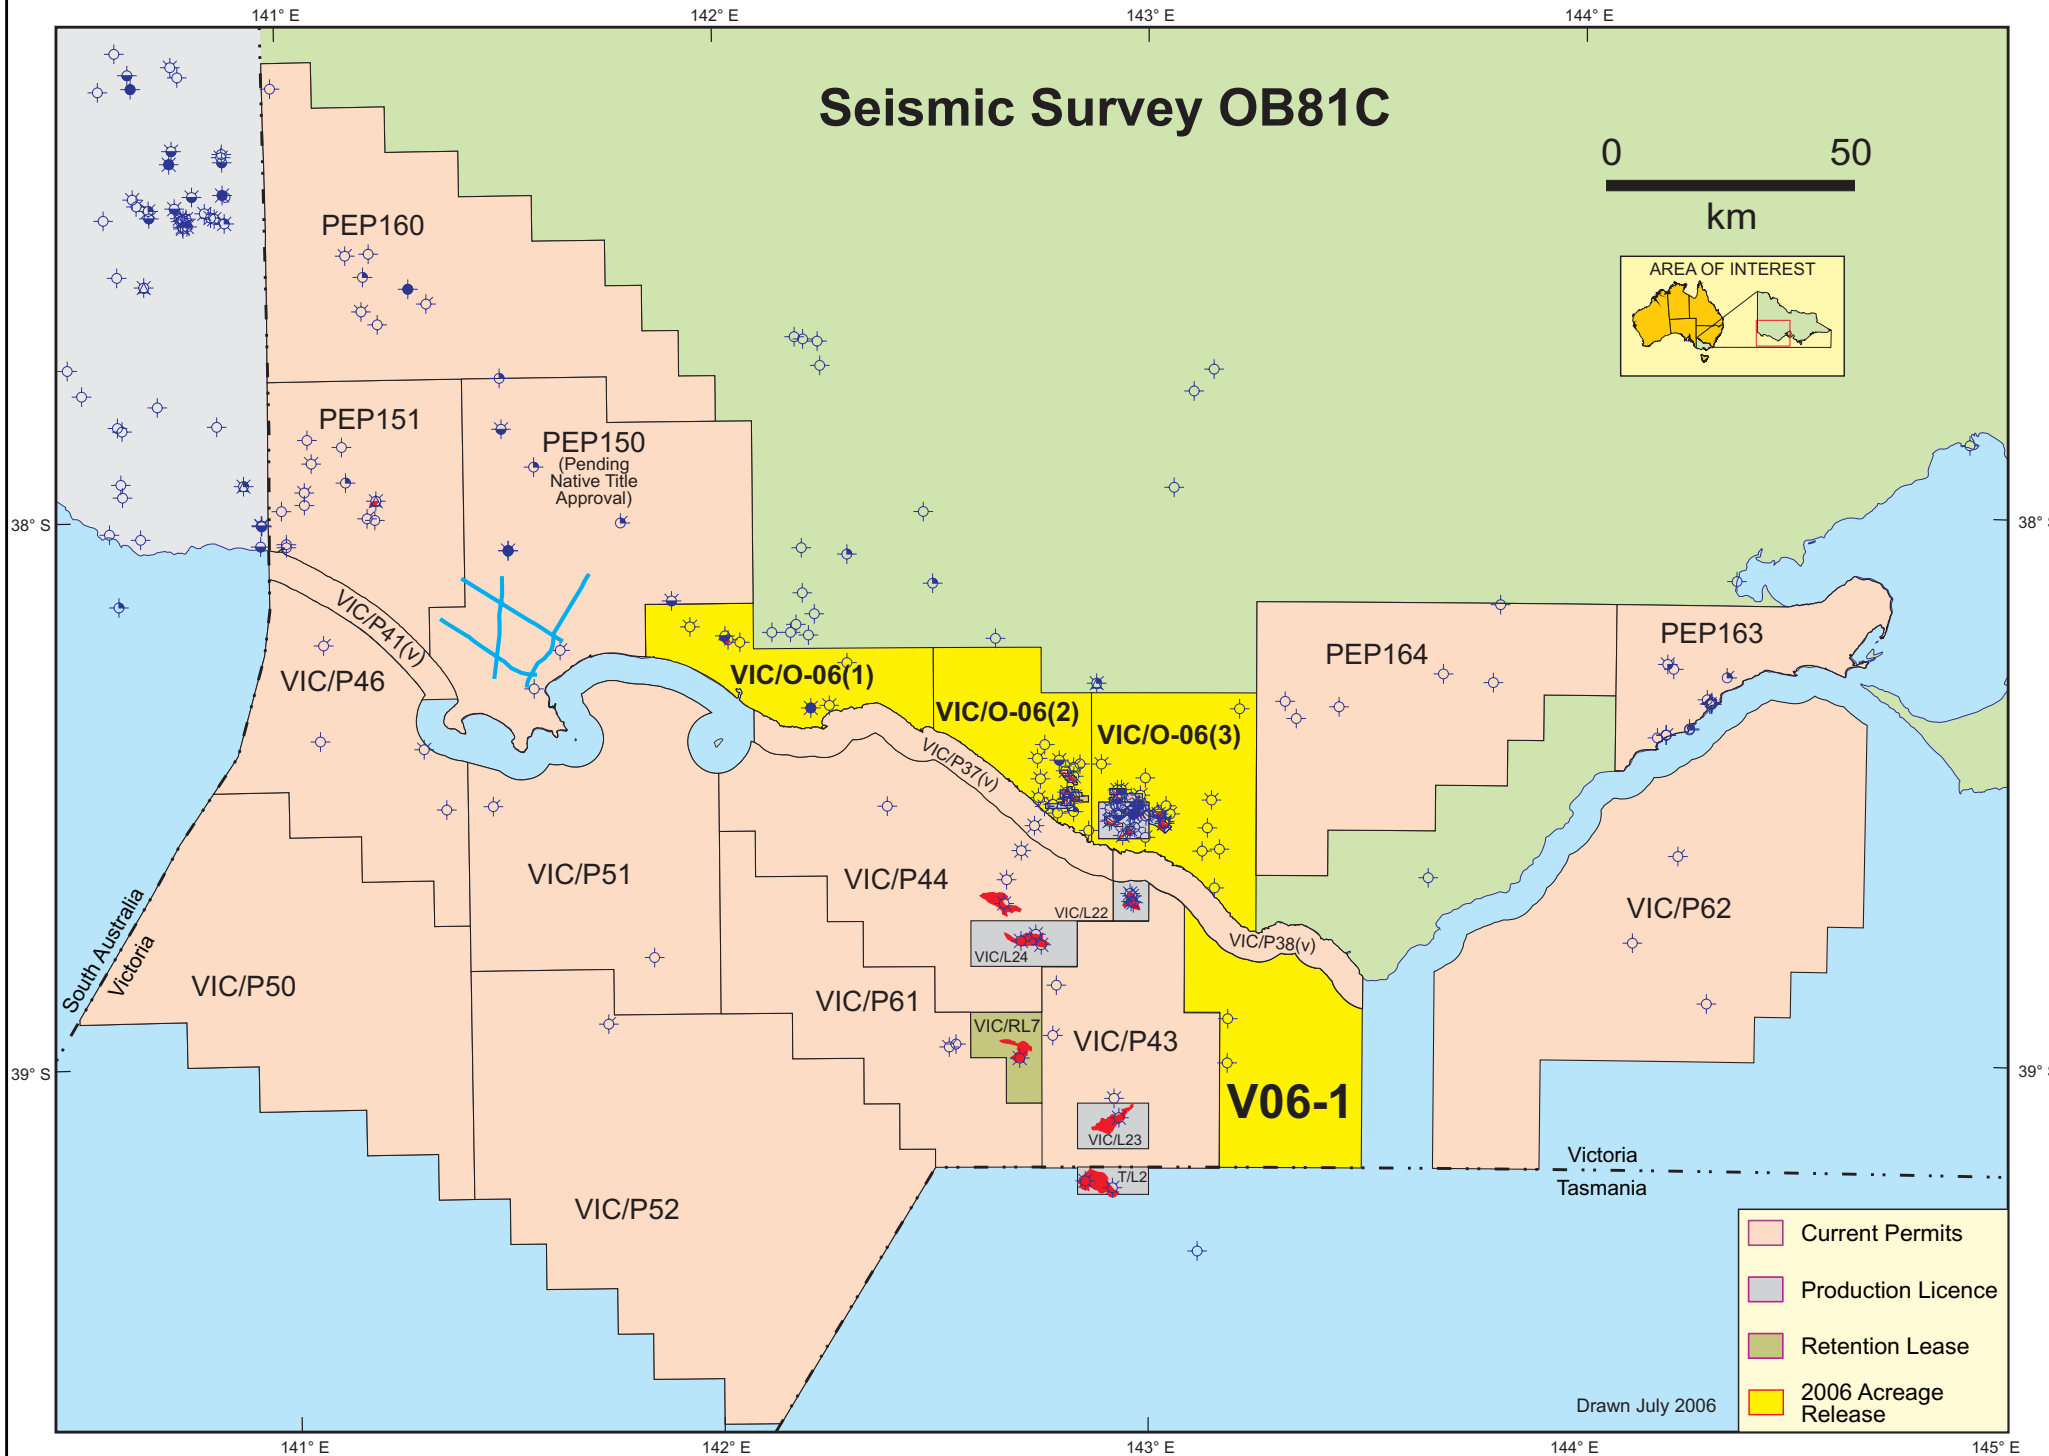 141° E
142° E
143° E
144° E
Seismic Survey OB81C
0
50
km
AREA OF INTEREST
PEP160
PEP151
PEP150
(Pending
Native Title
Approval)
38° S
38° S
VIC/P41(v)
VIC/P46
VIC/O-06(1)
VIC/O-06(2)
VIC/O-06(3)
PEP164
PEP163
VIC/P37(v)
VIC/P51
VIC/P44
VIC/L22
VIC/P62
VIC/P38(v)
VIC/L24
South Australia
Victoria
VIC/P50
VIC/P61
VIC/RL7
VIC/P43
39° S
39° S
V06-1
VIC/L23
T/L2
Victoria
Tasmania
VIC/P52
Current Permits
Production Licence
Retention Lease
2006 Acreage
Release
Drawn July 2006
141° E
142° E
143° E
144° E
145° E